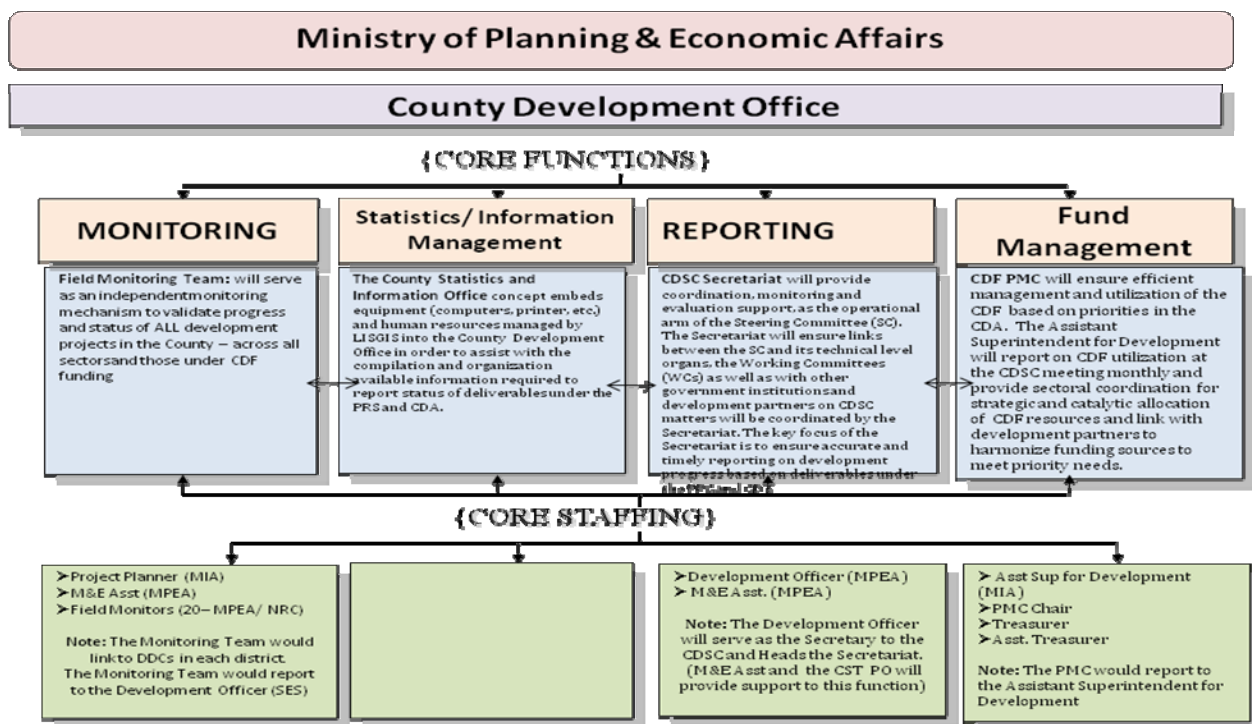 Ministry of Planning & Economic Affairs
County Development Office
{CORE FUNCTIONS}
MONITORING
Field Monitoring Team: will serve
as an independentmonitoring
mechanism to validate progress
and status of ALL development
projects in the County – across all
sectorsand those under CDF
funding
Statistics/ Information
Management
The County Statistics and
Information Office concept embeds
equipment (computers, printer, etc.)
and human resources managed by
LISGIS into the County Development
Office in order to assist with the
compilation and organization
available information required to
report status of deliverablesunder the
PRS and CDA.
REPORTING
CDSC Secretariat will provide
coordination, monitoring and
evaluation support, as the operational
arm of the Steering Committee (SC).
The Secretariat will ensure links
between the SC and its technical level
organs, the Working Committees
(WCs) as well as with other
government institutions and
development partners on CDSC
matters will be coordinated by the
Secretariat. The key focus of the
Secretariat is to ensure accurate and
timely reporting on development
progress based on deliverables under
Fund
Management
CDF PMC will ensure efficient
management and utilization of the
CDF based on priorities in the
CDA. The Assistant
Superintendent for Development
will report on CDF utilization at
the CDSC meeting monthly and
provide sectoral coordination for
strategic and catalytic allocation
of CDF resources and link with
development partners to
harmonize funding sources to
meet priority needs.
{CORE STAFFING}
➤Project Planner (MIA)
➤M&E Asst (MPEA)
➤Field Monitors (20– MPEA/ NRC)
Note: The Monitoring Team would
link to DDCs in each district.
The Monitoring Team would report
to the Development Officer (SES)
➤Development Officer (MPEA)
➤ M&E Asst. (MPEA)
Note: The Development Officer
will serve as the Secretary to the
CDSC and Heads the Secretariat.
(M&E Asst and the CST PO will
provide support to this function)
➤ Asst Sup for Development
(MIA)
➤PMC Chair
➤Treasurer
➤Asst. Treasurer
Note: The PMC would report to
the Assistant Superintendent for
Development